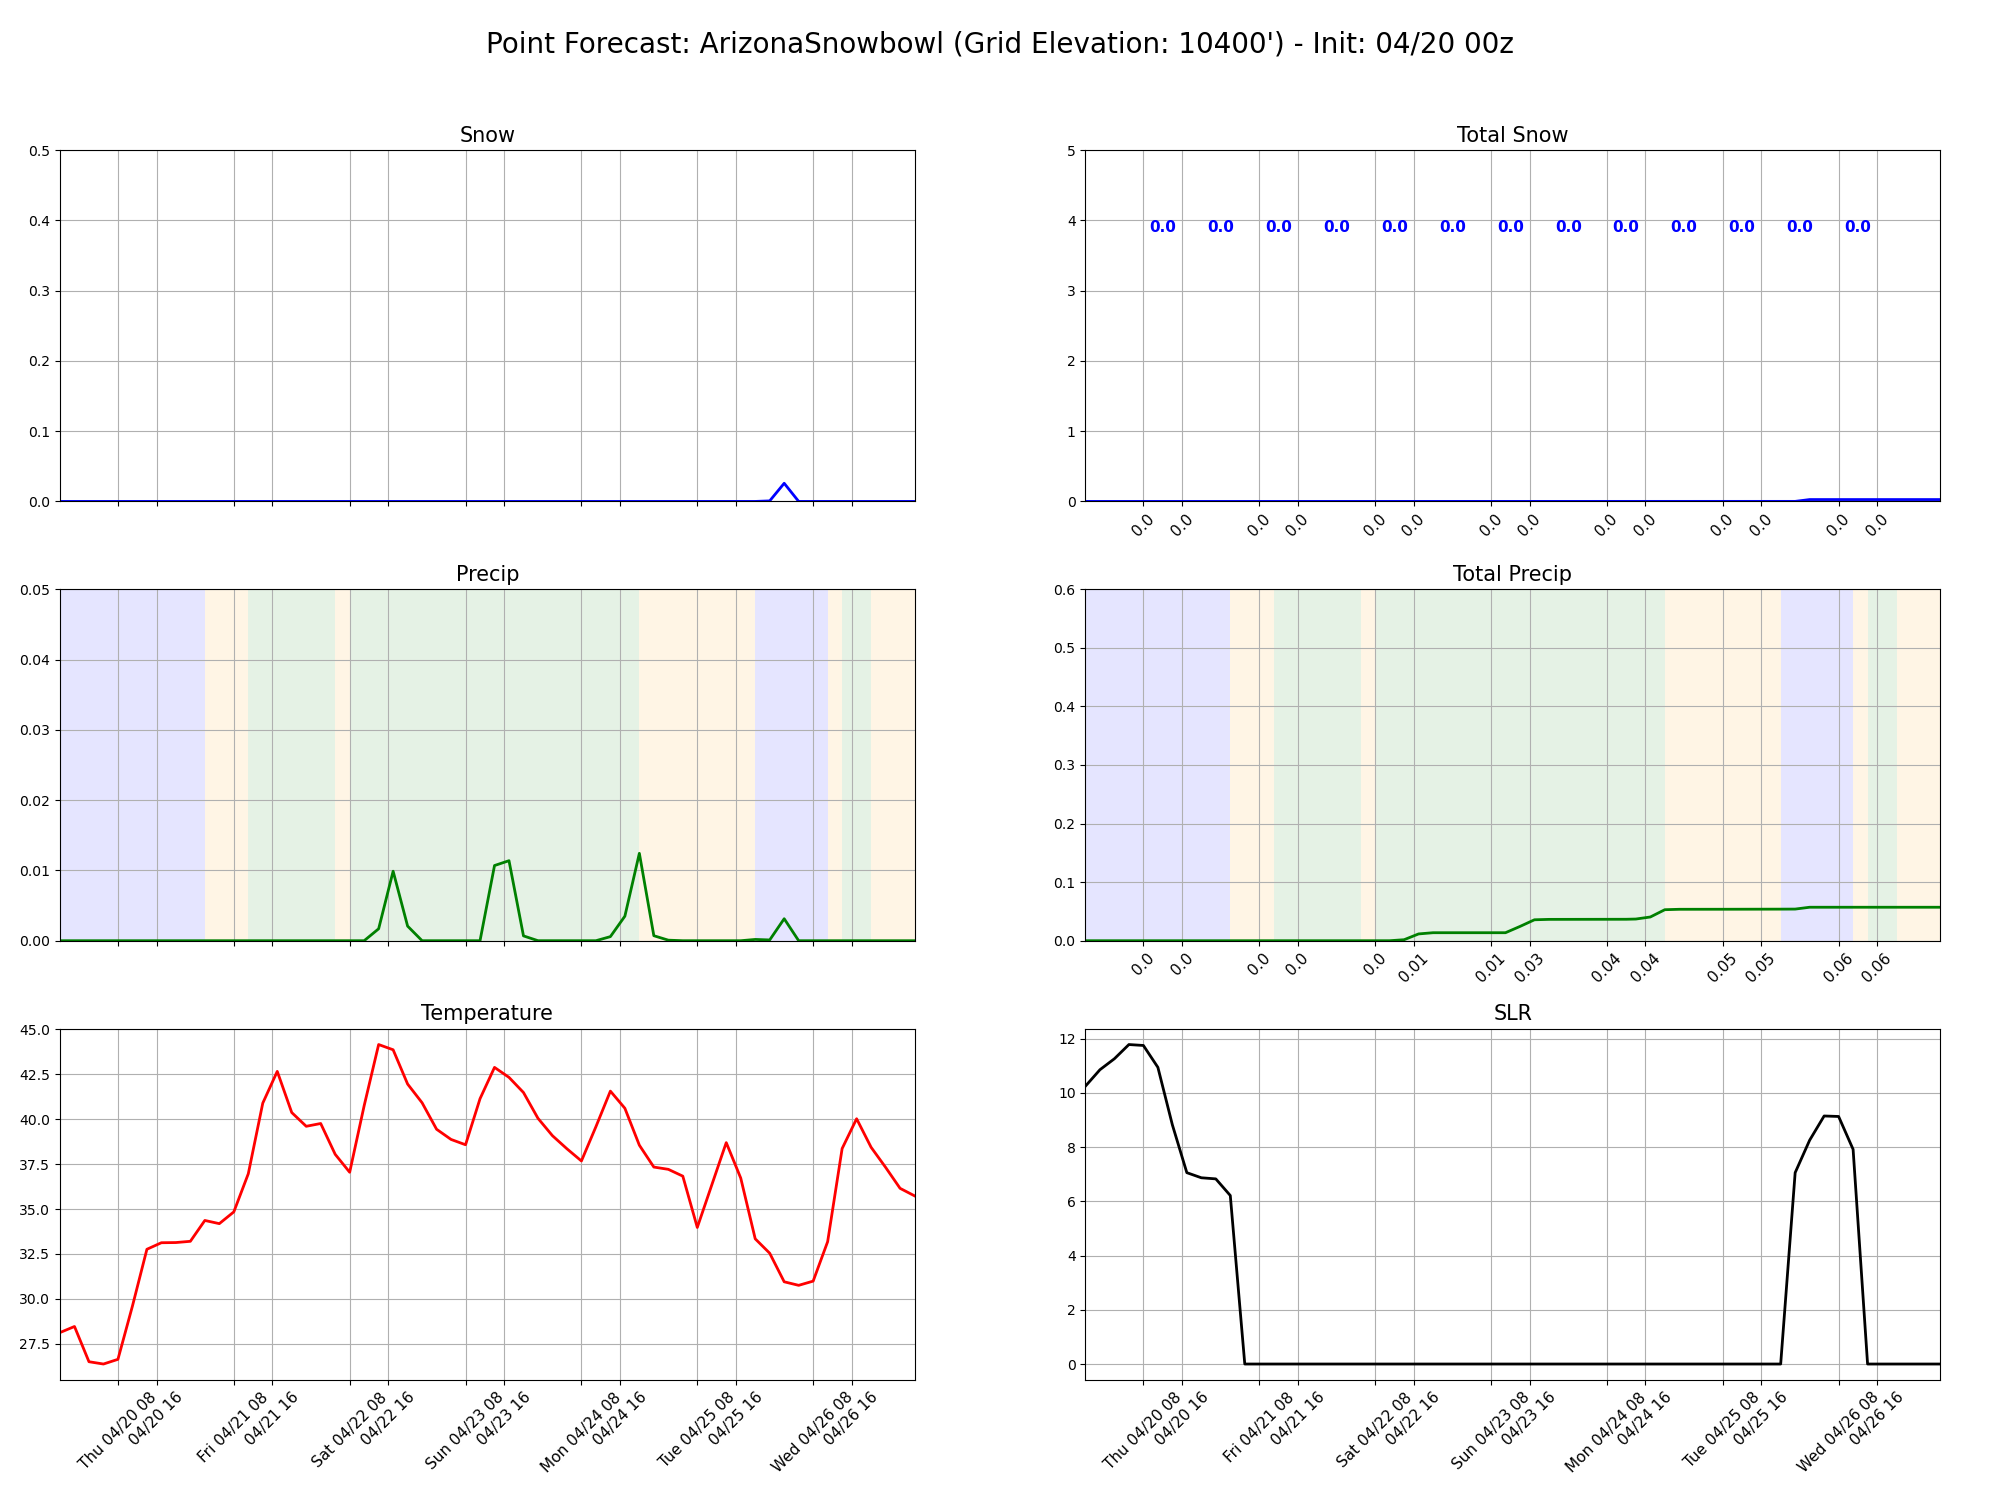 Point Forecast: ArizonaSnowbowl (Grid Elevation: 10400') - Init: 04/20 00z
Snow
0.5
0.4
0.3
0.2
0.1
0.0
Total Snow
5
4
3
2
1
0
0.0 0.0 0.0 0.0 0.0 0.0 0.0 0.0 0.0 0.0 0.0 0.0 0.0
0.0 0.0 0.0 0.0 0.0 0.0 0.0 0.0 0.0 0.0 0.0 0.0 0.0 0.0
Precip
0.05
0.04
0.03
0.02
0.01
0.00
Total Precip
0.6
0.5
0.4
0.3
0.2
0.1
0.0
0.0 0.0 0.0 0.0 0.0 0.01 0.01 0.03 0.04 0.04 0.05 0.05 0.06 0.06
Temperature
45.0
42.5
40.0
37.5
35.0
32.5
30.0
27.5
Thu 04/20 08
04/20 16
Fri 04/21 08
04/21 16
Sat 04/22 08
04/22 16
Sun 04/23 08
04/23 16
Mon 04/24 08
04/24 16
Tue 04/25 08
04/25 16
Wed 04/26 08
04/26 16
SLR
12
10
8
6
4
2
0
Thu 04/20 08
04/20 16
Fri 04/21 08
04/21 16
Sat 04/22 08
04/22 16
Sun 04/23 08
04/23 16
Mon 04/24 08
04/24 16
Tue 04/25 08
04/25 16
Wed 04/26 08
04/26 16